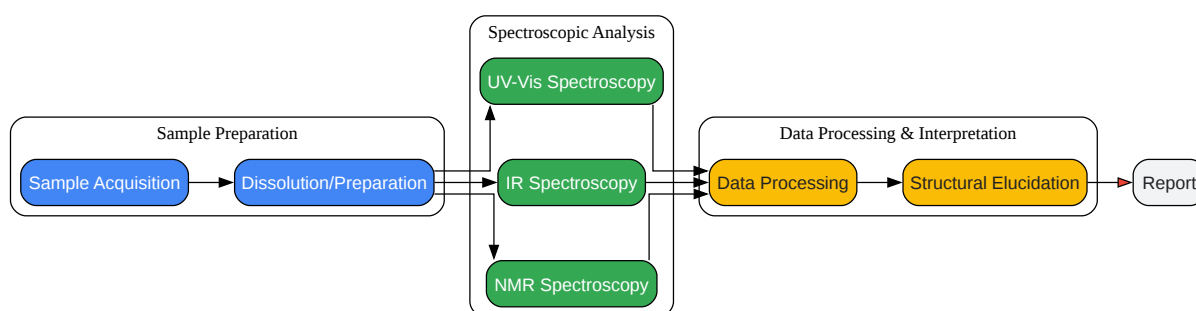 Sample Preparation
Sample Acquisition
Dissolution/Preparation
Spectroscopic Analysis
UV-Vis Spectroscopy
IR Spectroscopy
NMR Spectroscopy
Data Processing & Interpretation
Data Processing
Structural Elucidation
Report